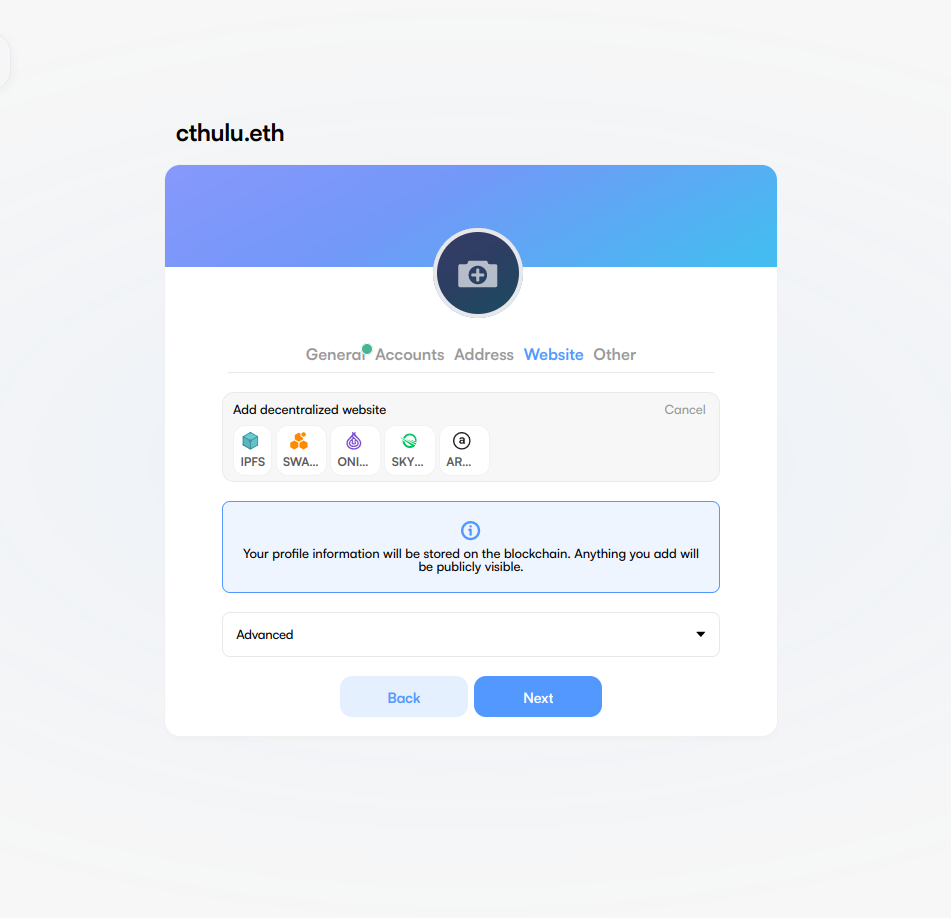 cthulu.eth
General Accounts Address Website Other
Add decentralized website Cancel
IPFS SWA... ONI... SKY... AR...
Your profile information will be stored on the blockchain. Anything you add will
be publicly visible.
Advanced
Back Next